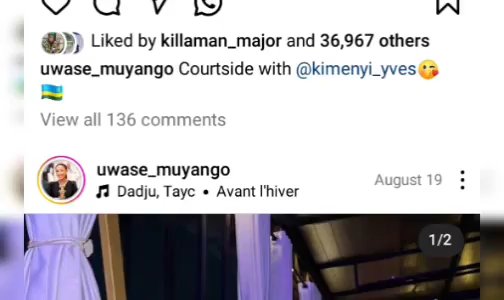 Liked by killaman_major and 36,967 others
uwase_muyango Courtside with @kimenyi_yves😘
🇷🇼
View all 136 comments
uwase_muyango
Dadju, Tayc • Avant l'hiver
August 19
1/2